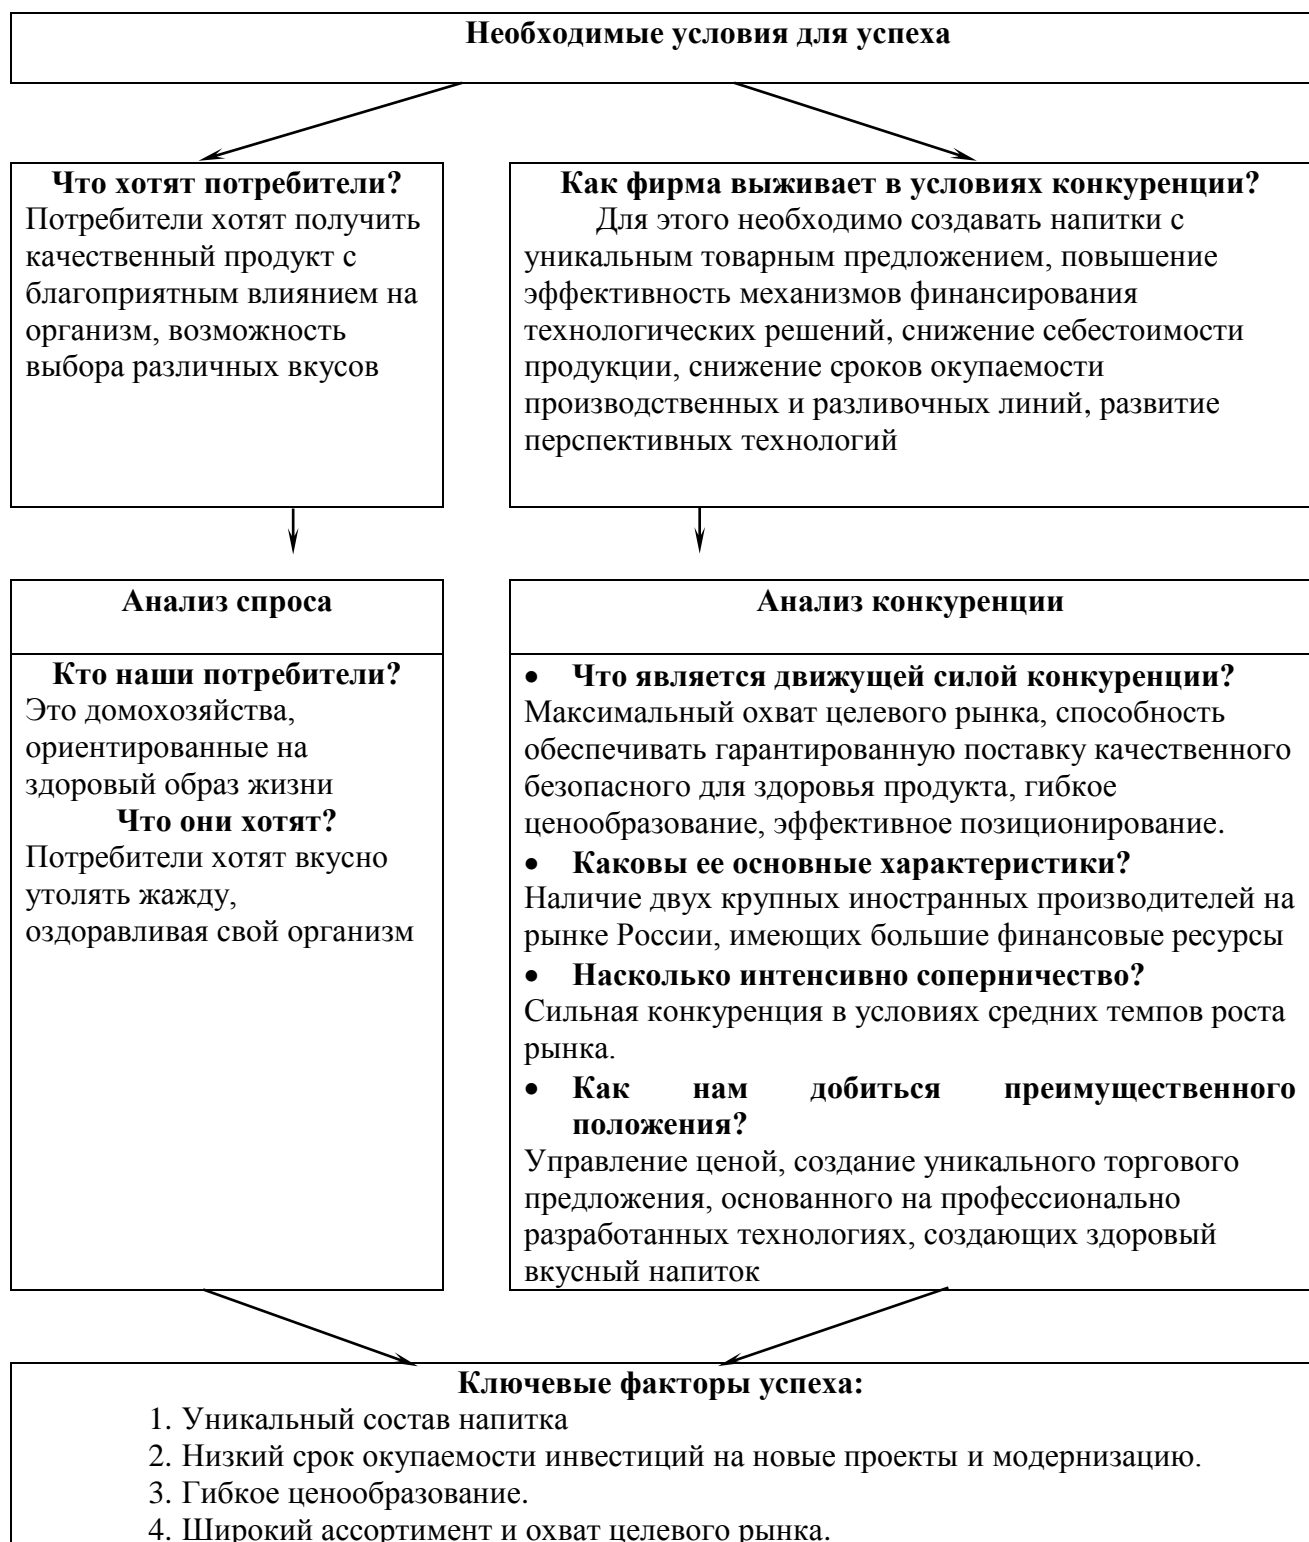 Необходимые условия для успеха
Что хотят потребители?
Потребители хотят получить
качественный продукт с
благоприятным влиянием на
организм, возможность
выбора различных вкусов
Как фирма выживает в условиях конкуренции?
Для этого необходимо создавать напитки с
уникальным товарным предложением, повышение
эффективность механизмов финансирования
технологических решений, снижение себестоимости
продукции, снижение сроков окупаемости
производственных и разливочных линий, развитие
перспективных технологий
Анализ спроса
Кто наши потребители?
Это домохозяйства,
ориентированные на
здоровый образ жизни
Что они хотят?
Потребители хотят вкусно
утолять жажду,
оздоравливая свой организм
Анализ конкуренции
• Что является движущей силой конкуренции?
Максимальный охват целевого рынка, способность
обеспечивать гарантированную поставку качественного
безопасного для здоровья продукта, гибкое
ценообразование, эффективное позиционирование.
• Каковы ее основные характеристики?
Наличие двух крупных иностранных производителей на
рынке России, имеющих большие финансовые ресурсы
• Насколько интенсивно соперничество?
Сильная конкуренция в условиях средних темпов роста
рынка.
• Как нам добиться преимущественного
положения?
Управление ценой, создание уникального торгового
предложения, основанного на профессионально
разработанных технологиях, создающих здоровый
вкусный напиток
Ключевые факторы успеха:
1. Уникальный состав напитка
2. Низкий срок окупаемости инвестиций на новые проекты и модернизацию.
3. Гибкое ценообразование.
4. Широкий ассортимент и охват целевого рынка.